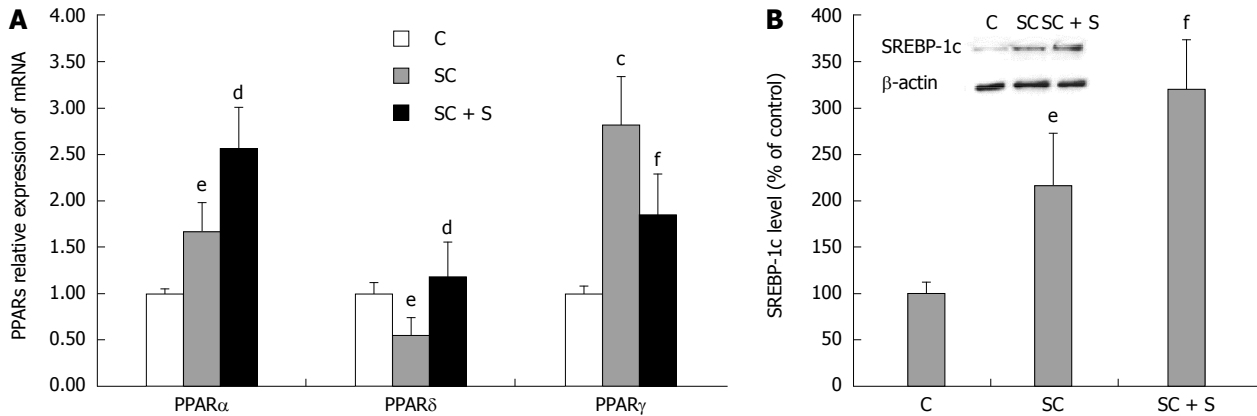 A
PPARs relative expression of mRNA
4.00
3.50
3.00
2.50
2.00
1.50
1.00
0.50
0.00
C
SC
SC + S
e
d
e
d
c
f
PPARα
PPARδ
PPARγ
B
SREBP-1c level (% of control)
400
350
300
250
200
150
100
50
0
C SC SC + S
SREBP-1c
β-actin
e
f
C
SC
SC + S